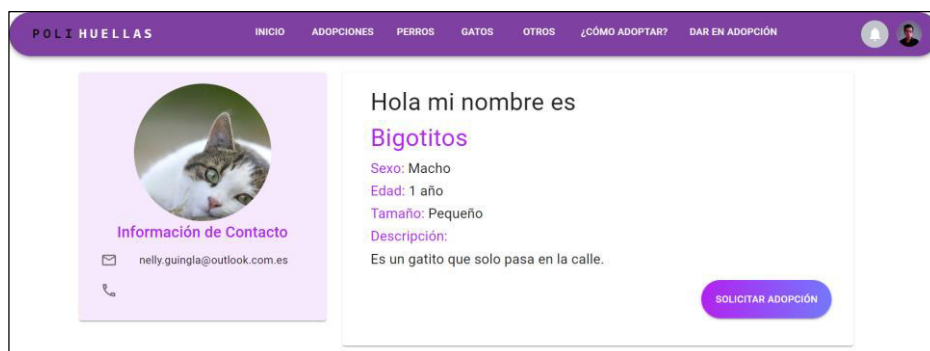 POLI HUELLAS INICIO ADOPCIONES PERROS GATOS OTROS ¿CÓMO ADOPTAR? DAR EN ADOPCIÓN
Información de Contacto
nelly.guingla@outlook.com.es
Hola mi nombre es
Bigotitos
Sexo: Macho
Edad: 1 año
Tamaño: Pequeño
Descripción:
Es un gatito que solo pasa en la calle.
SOLICITAR ADOPCIÓN